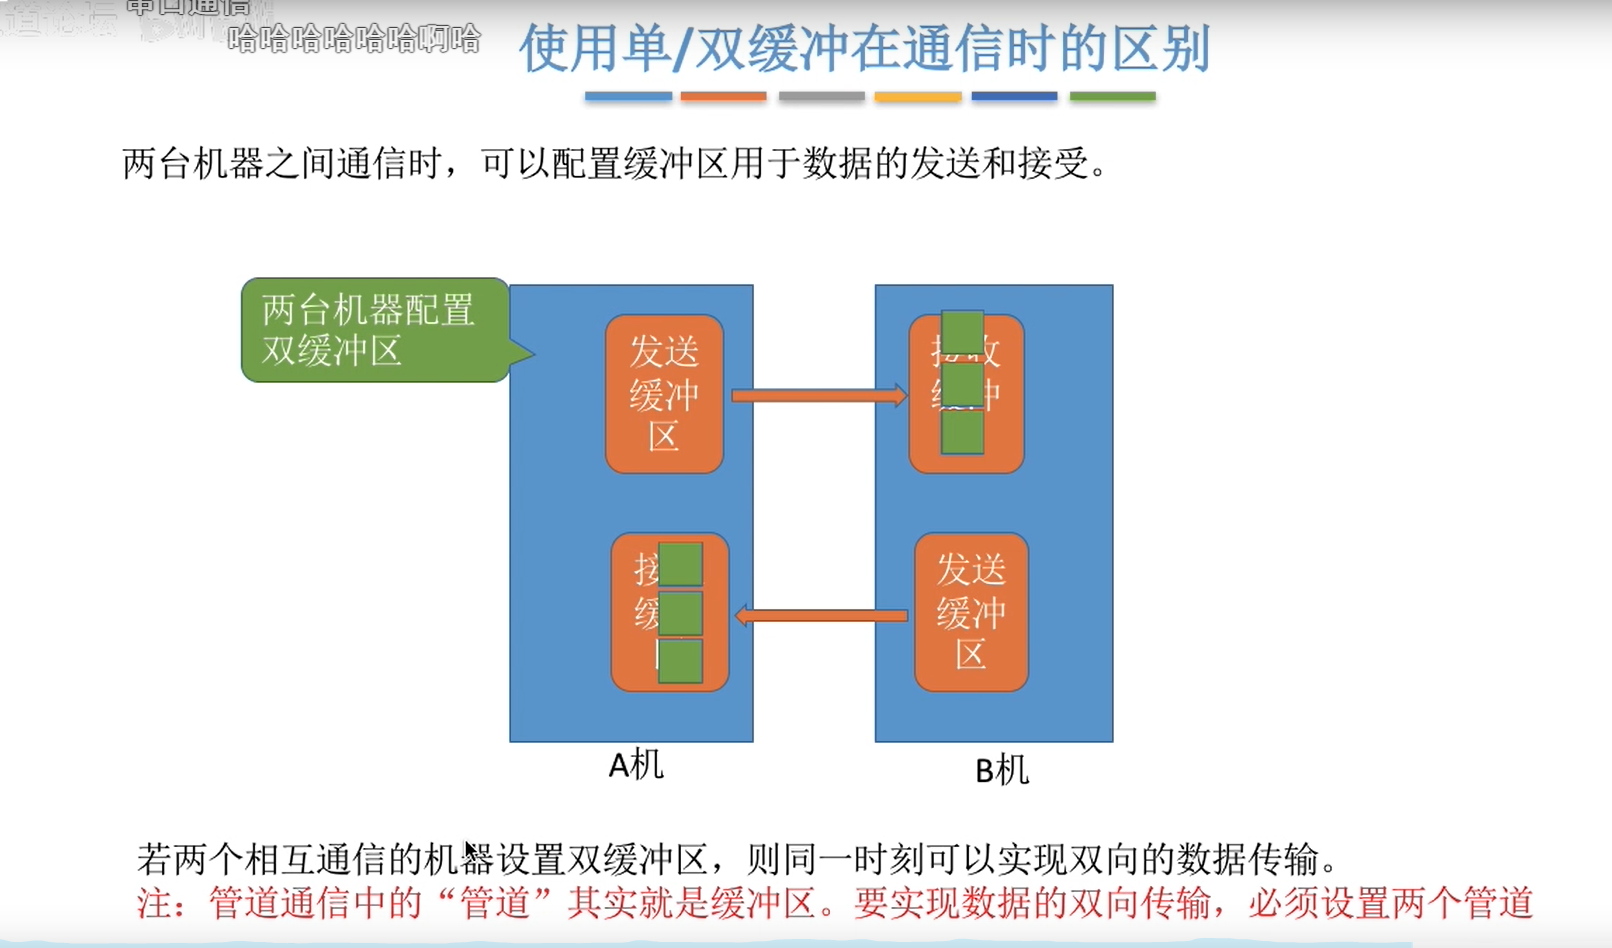 串口通信
哈哈哈哈哈哈啊哈
使用单/双缓冲在通信时的区别
两台机器之间通信时，可以配置缓冲区用于数据的发送和接受。
两台机器配置
双缓冲区
发送
缓冲
区
接收
缓冲
接
缓
发送
缓冲
区
A机
B机
若两个相互通信的机器设置双缓冲区，则同一时刻可以实现双向的数据传输。
注：管道通信中的“管道”其实就是缓冲区。要实现数据的双向传输，必须设置两个管道